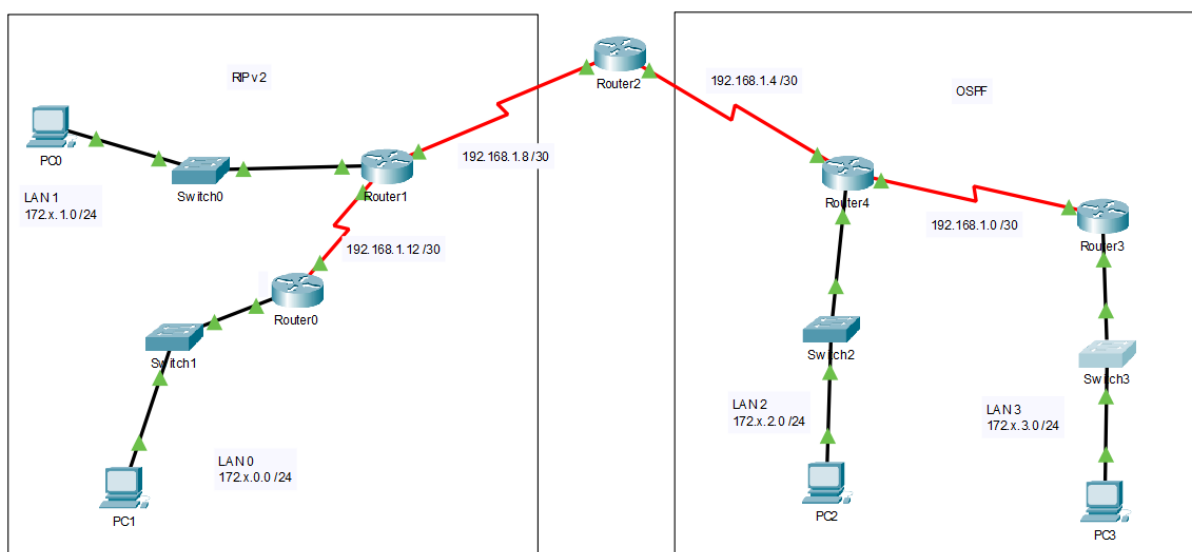 RIPv2
Router2
192.168.1.4 /30
OSPF
PC0
192.168.1.8 /30
LAN 1
172.x.1.0/24
Switch0
Router1
Router4
192.168.1.0 /30
Router3
192.168.1.12 /30
Router0
Switch1
Switch2
Switch3
LAN 2
172.x.2.0 /24
LAN 3
172.x.3.0 /24
LAN 0
172.x.0.0 /24
PC1
PC2
PC3